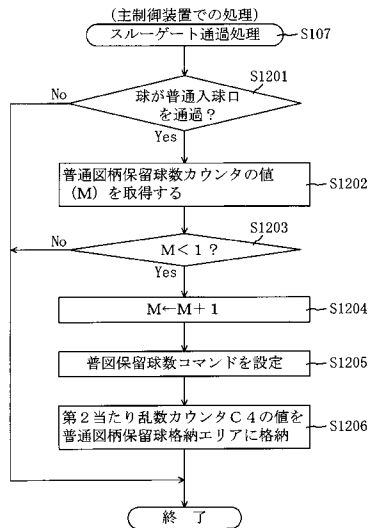 (主制御装置での処理)
スルーゲート通過処理
S107
S1201
No
球が普通入球口
を通過?
Yes
普通図柄保留球数カウンタの値
(M)を取得する
S1202
S1203
No
M<1?
Yes
M←M+1
S1204
普図保留球数コマンドを設定
S1205
第2当たり乱数カウンタC4の値を
普通図柄保留球格納エリアに格納
S1206
終了